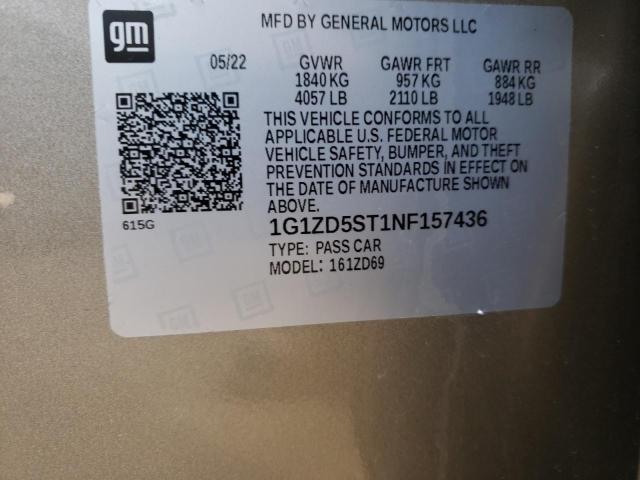 gm
MFD BY GENERAL MOTORS LLC
05/22 GVWR GAWR FRT GAWR RR
1840 KG 957 KG 884 KG
4057 LB 2110 LB 1948 LB
THIS VEHICLE CONFORMS TO ALL
APPLICABLE U.S. FEDERAL MOTOR
VEHICLE SAFETY, BUMPER, AND THEFT
PREVENTION STANDARDS IN EFFECT ON
THE DATE OF MANUFACTURE SHOWN
ABOVE.
615G
1G1ZD5ST1NF157436
TYPE: PASS CAR
MODEL: 161ZD69